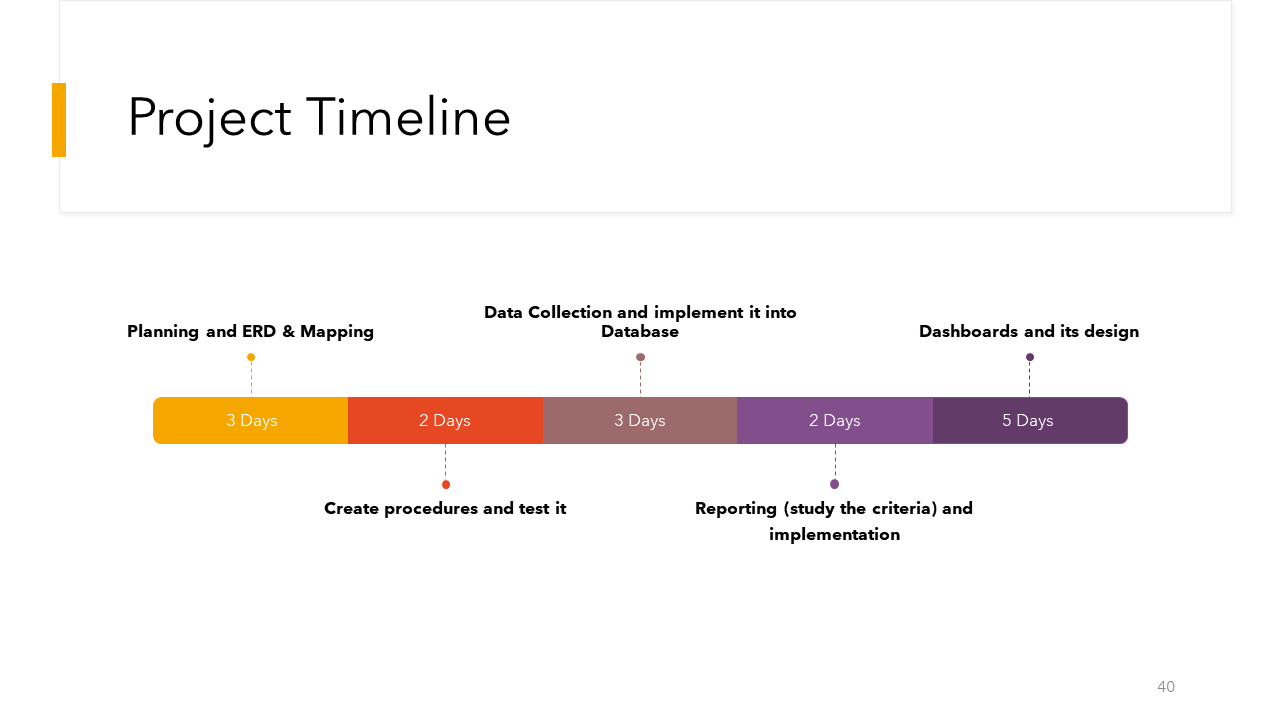 Project Timeline
Data Collection and implement it into
Database
Planning and ERD & Mapping
Dashboards and its design
3 Days
2 Days
3 Days
2 Days
5 Days
Create procedures and test it
Reporting (study the criteria) and
implementation
40